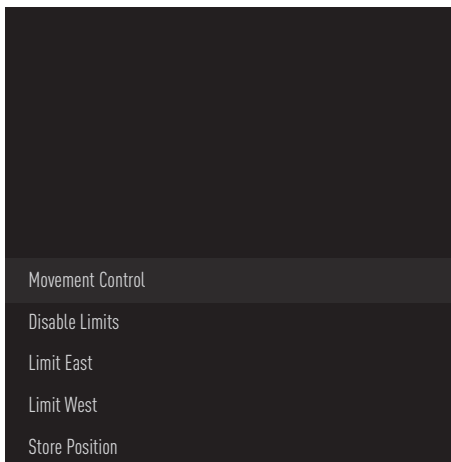 Movement Control
Disable Limits
Limit East
Limit West
Store Position